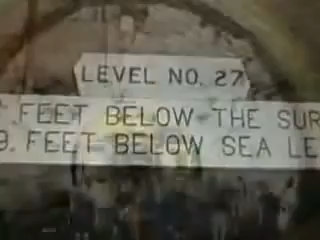 LEVEL NO. 27
FEET BELOW THE SUR
9. FEET BELOW SEA LE